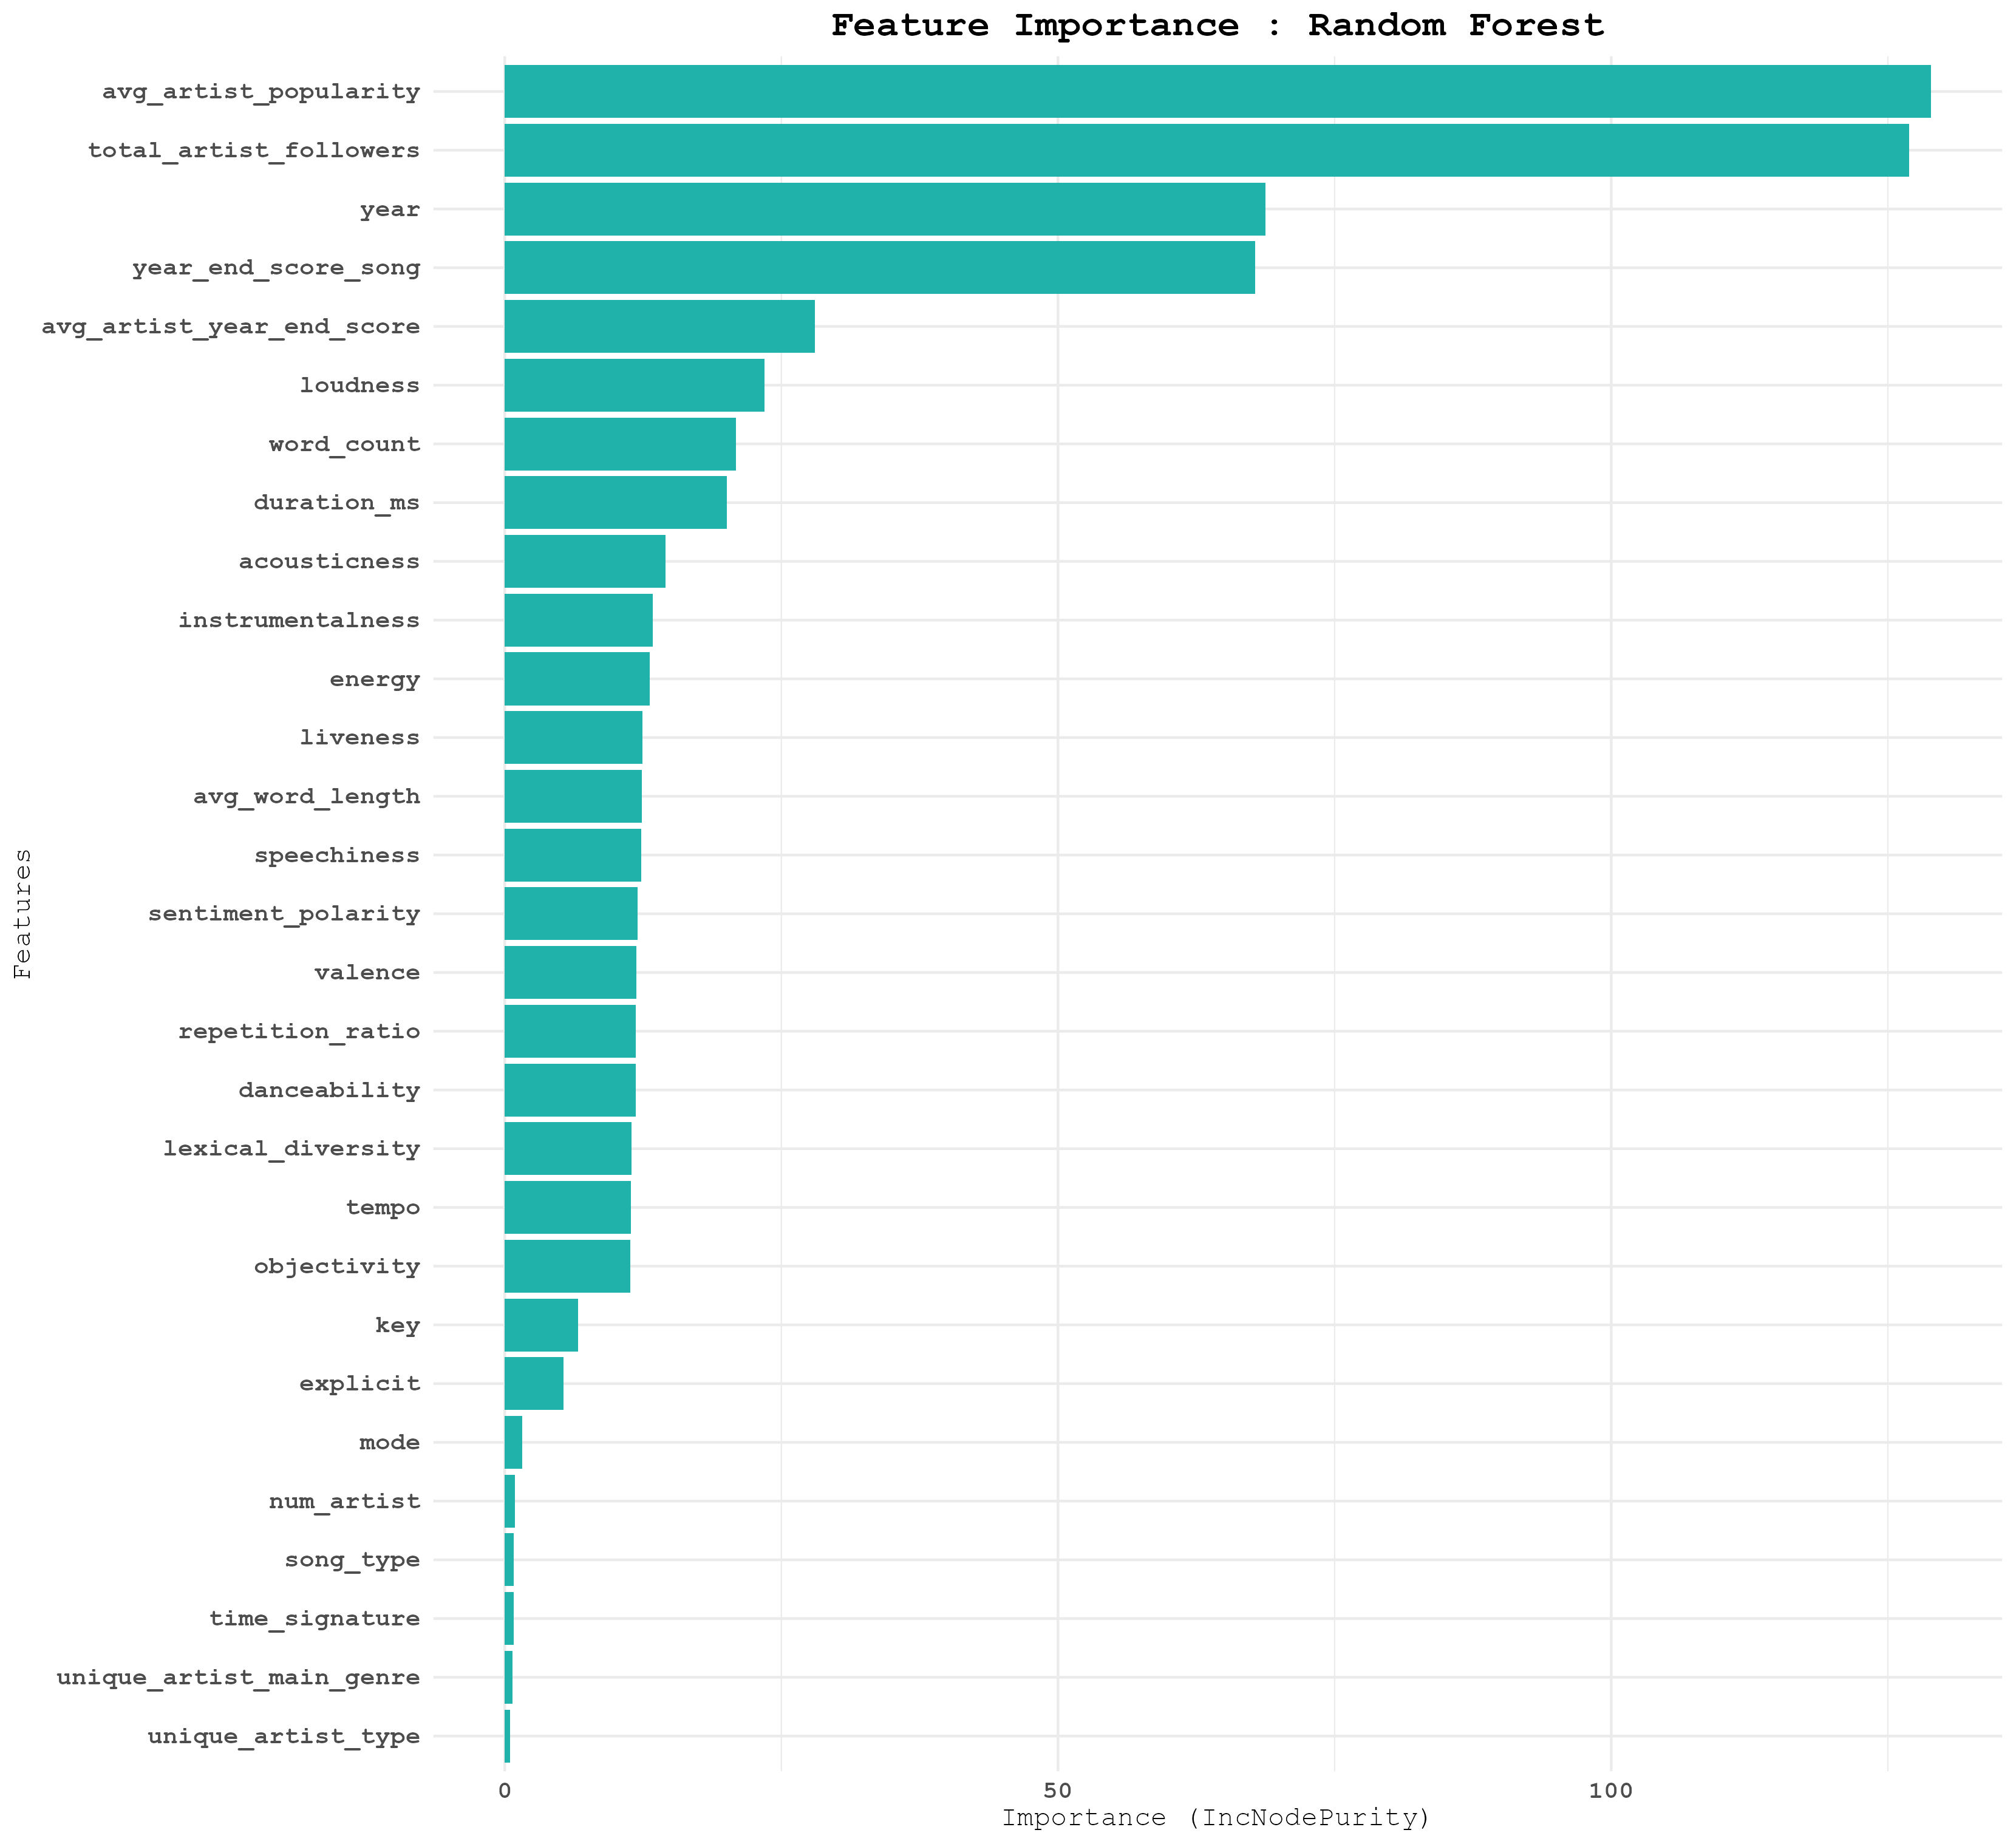 Feature Importance : Random Forest
avg_artist_popularity
total_artist_followers
year
year_end_score_song
avg_artist_year_end_score
loudness
word_count
duration_ms
acousticness
instrumentalness
energy
liveness
avg_word_length
speechiness
sentiment_polarity
valence
repetition_ratio
danceability
lexical_diversity
tempo
objectivity
key
explicit
mode
num_artist
song_type
time_signature
unique_artist_main_genre
unique_artist_type
Features
0 50 100
Importance (IncNodePurity)